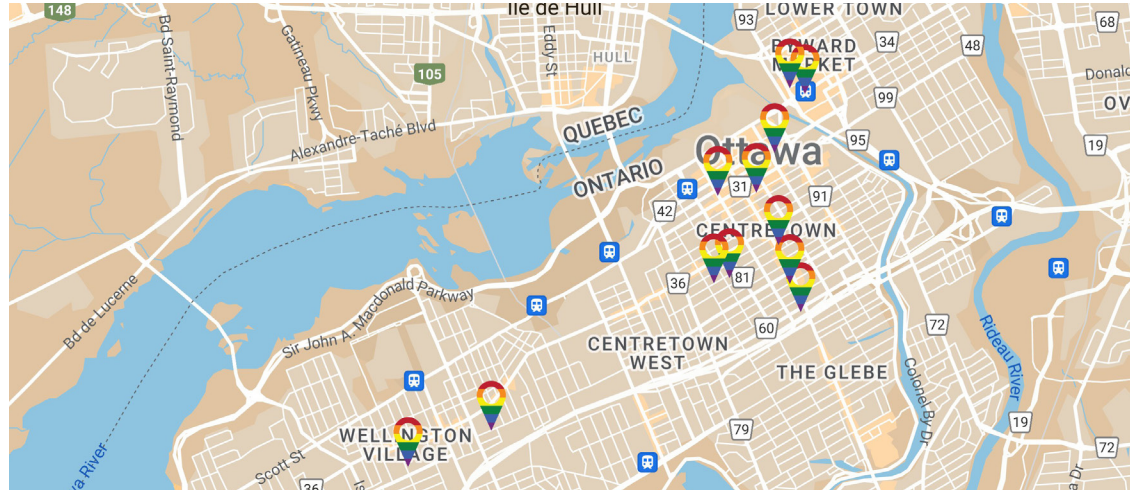 148
Bd Saint-Raymond
Gatineau Pkwy
Île de Hull
Eddy St
HULL
105
93
LOWER TOWN
68
BYWARD
MARKET
34
48
Donald
OV
99
95
19
Alexandre-Taché Blvd
QUEBEC
ONTARIO
Ottawa
31
91
42
CENTRETOWN
36
81
Bd de Lucerne
Sir John A. Macdonald Parkway
60
72
CENTRETOWN
WEST
THE GLEBE
Rideau River
Colonel By Dr
79
19
72
WELLINGTON
VILLAGE
Scott St
36
va River
a Dr